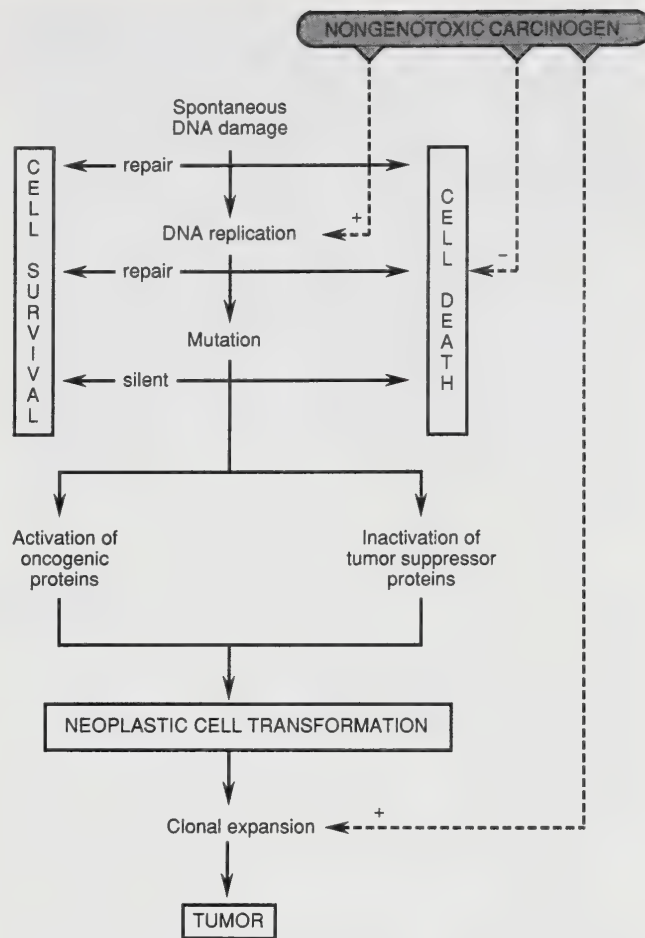 NONGENOTOXIC CARCINOGEN
Spontaneous
DNA damage
repair
+
DNA replication
CELL SURVIVAL
CELL DEATH
−
repair
Mutation
silent
Activation of
oncogenic
proteins
Inactivation of
tumor suppressor
proteins
NEOPLASTIC CELL TRANSFORMATION
+
Clonal expansion
TUMOR